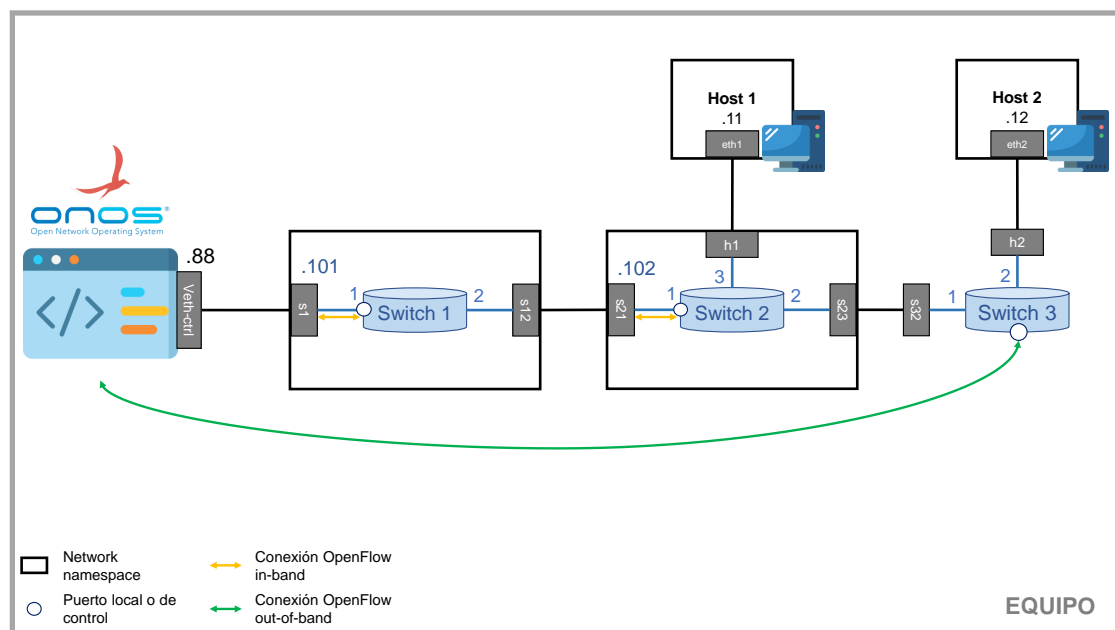 Host 1
.11
eth1
Host 2
.12
eth2
onos®
Open Network Operating System
.88
Veth-ctrl
h1
h2
.101
s1
1
Switch 1
2
s12
.102
s21
1
3
Switch 2
2
s23
s32
1
2
Switch 3
Network
namespace
Conexión OpenFlow
in-band
Puerto local o de
control
Conexión OpenFlow
out-of-band
EQUIPO